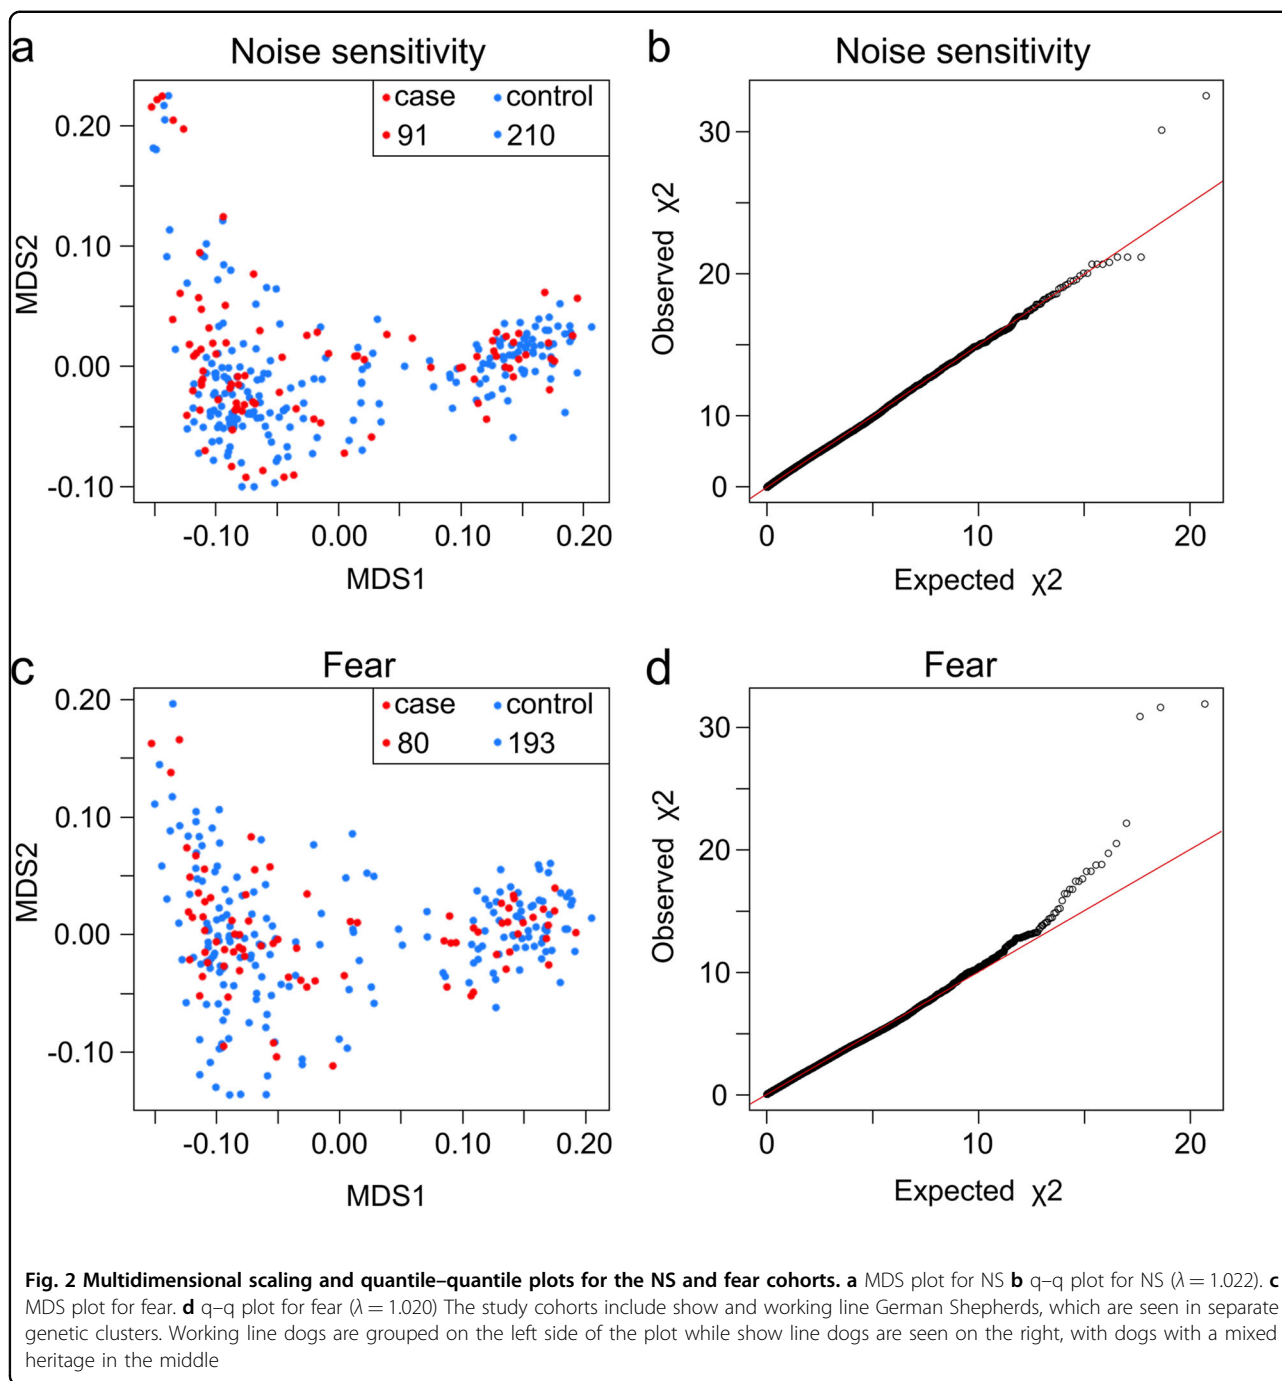 a
Noise sensitivity
case control
91 210
0.20
0.10
0.00
-0.10
MDS2
-0.10 0.00 0.10 0.20
MDS1
b
Noise sensitivity
30
20
10
0
Observed χ2
0 10 20
Expected χ2
c
Fear
case control
80 193
0.20
0.10
0.00
-0.10
MDS2
-0.10 0.00 0.10 0.20
MDS1
d
Fear
30
20
10
0
Observed χ2
0 10 20
Expected χ2
Fig. 2 Multidimensional scaling and quantile–quantile plots for the NS and fear cohorts. a MDS plot for NS b q–q plot for NS (λ = 1.022). c
MDS plot for fear. d q–q plot for fear (λ = 1.020) The study cohorts include show and working line German Shepherds, which are seen in separate
genetic clusters. Working line dogs are grouped on the left side of the plot while show line dogs are seen on the right, with dogs with a mixed
heritage in the middle